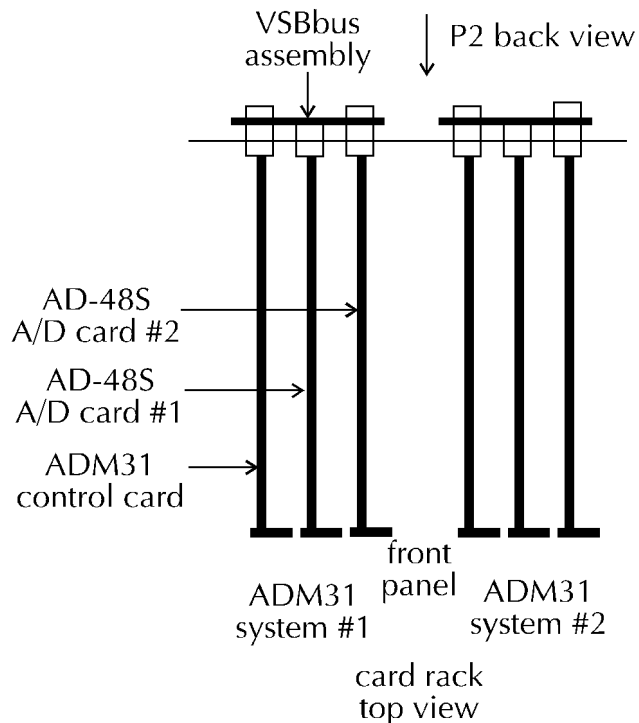 VSBbus
assembly
P2 back view
AD-48S
A/D card #2
AD-48S
A/D card #1
ADM31
control card
front
panel
ADM31
system #1
ADM31
system #2
card rack
top view